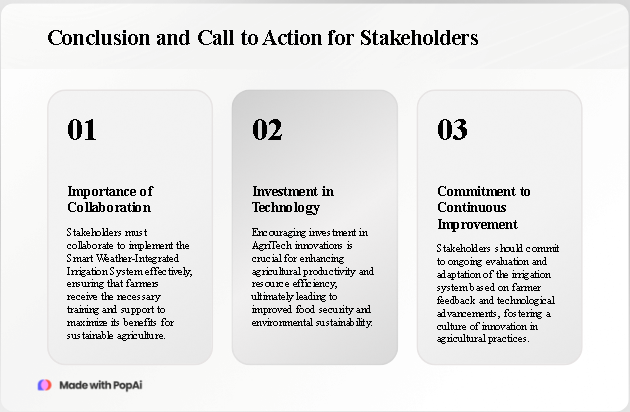 Conclusion and Call to Action for Stakeholders
01
Importance of
Collaboration
Stakeholders must
collaborate to implement the
Smart Weather-Integrated
Irrigation System effectively,
ensuring that farmers
receive the necessary
training and support to
maximize its benefits for
sustainable agriculture.
02
Investment in
Technology
Encouraging investment in
AgriTech innovations is
crucial for enhancing
agricultural productivity and
resource efficiency,
ultimately leading to
improved food security and
environmental sustainability.
03
Commitment to
Continuous
Improvement
Stakeholders should commit
to ongoing evaluation and
adaptation of the irrigation
system based on farmer
feedback and technological
advancements, fostering a
culture of innovation in
agricultural practices.
Made with PopAi